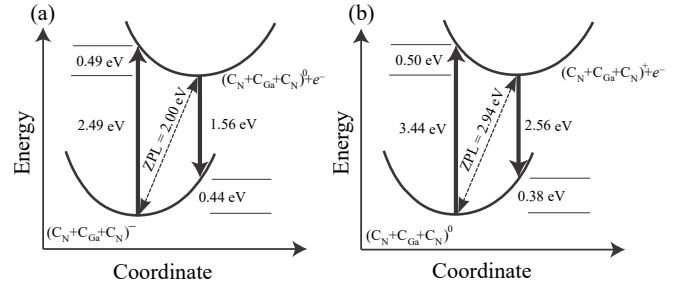 (a)
Energy
0.49 eV
2.49 eV
ZPL = 2.00 eV
1.56 eV
0.44 eV
(C_N+C_Ga+C_N)^0+e^−
(C_N+C_Ga+C_N)^−
Coordinate
(b)
Energy
0.50 eV
3.44 eV
ZPL = 2.94 eV
2.56 eV
0.38 eV
(C_N+C_Ga+C_N)^++e^−
(C_N+C_Ga+C_N)^0
Coordinate